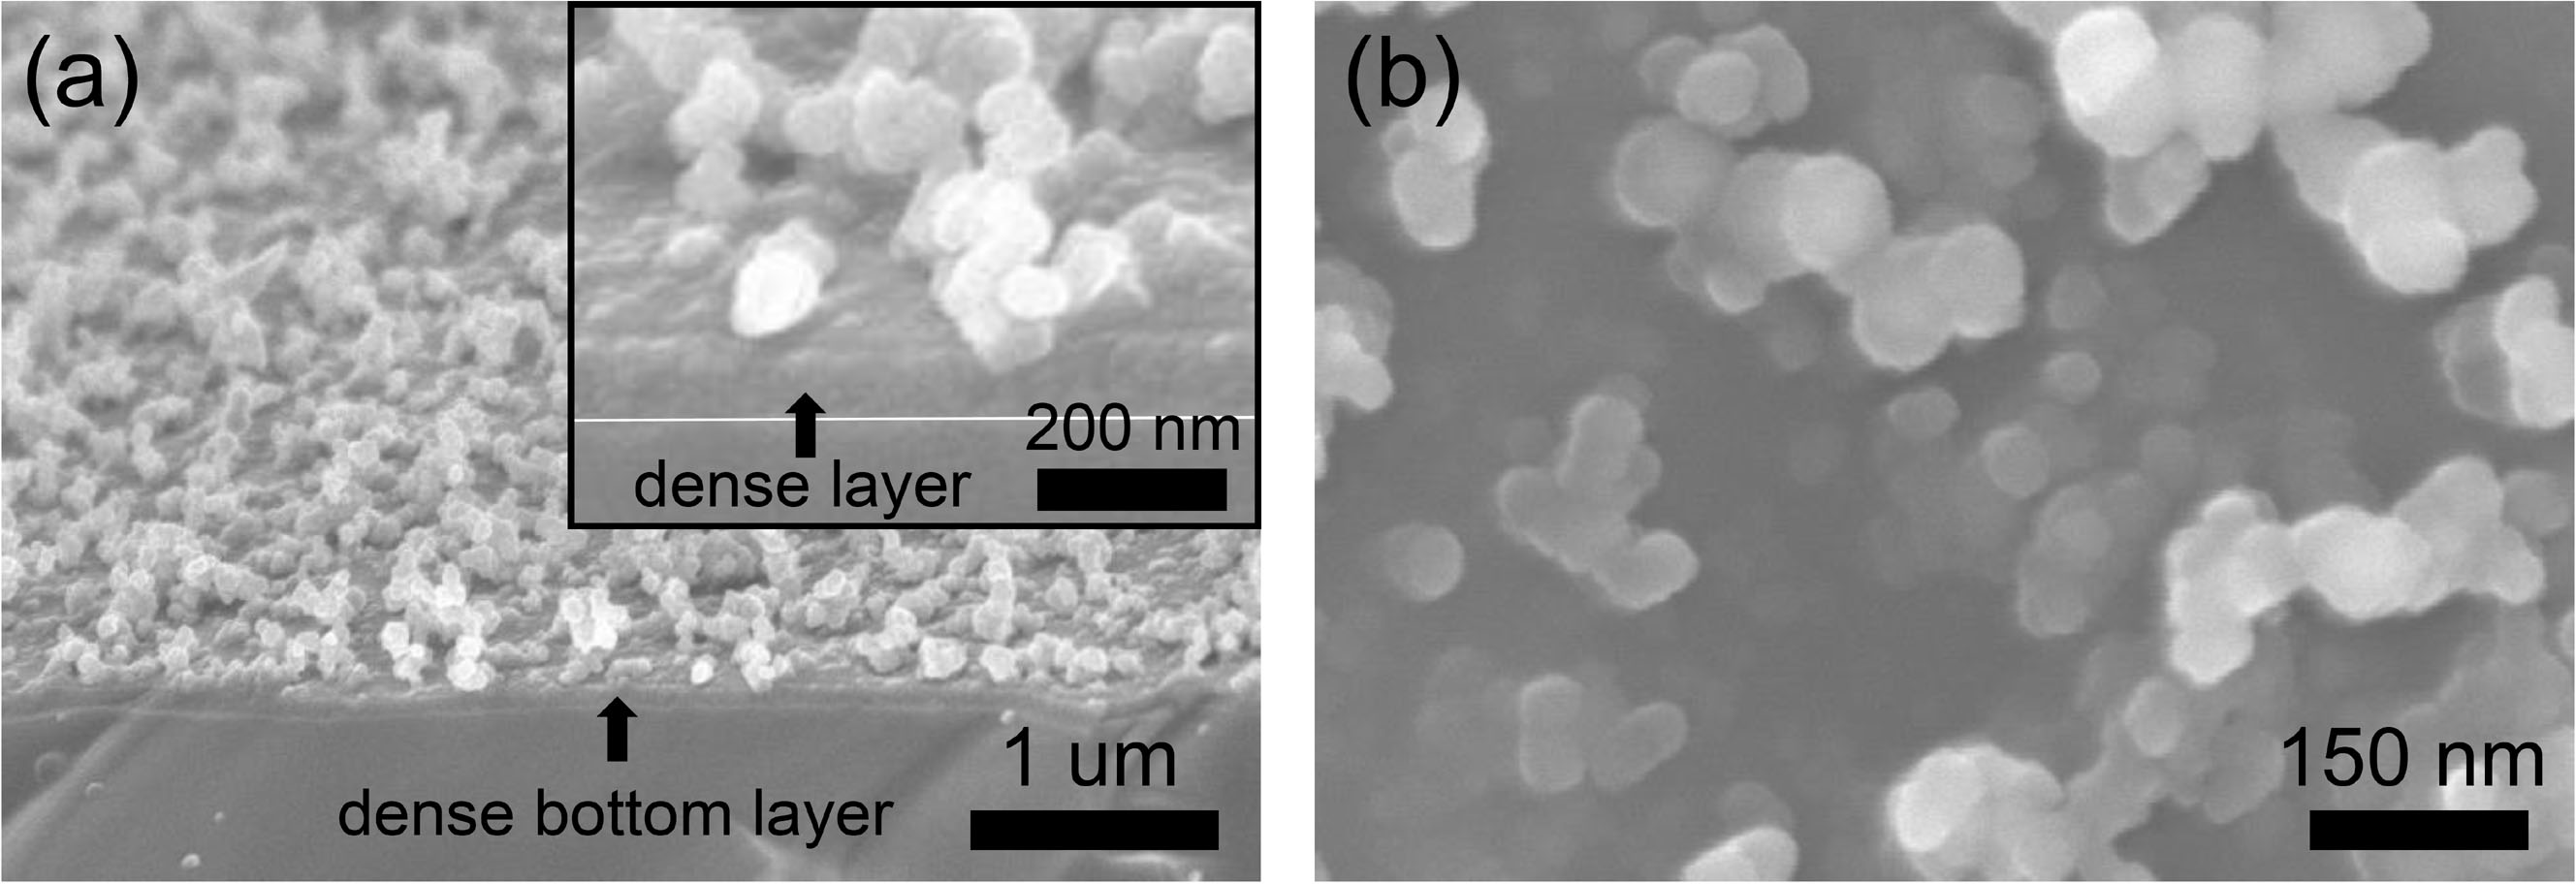 (a)
200 nm
dense layer
1 um
dense bottom layer
(b)
150 nm